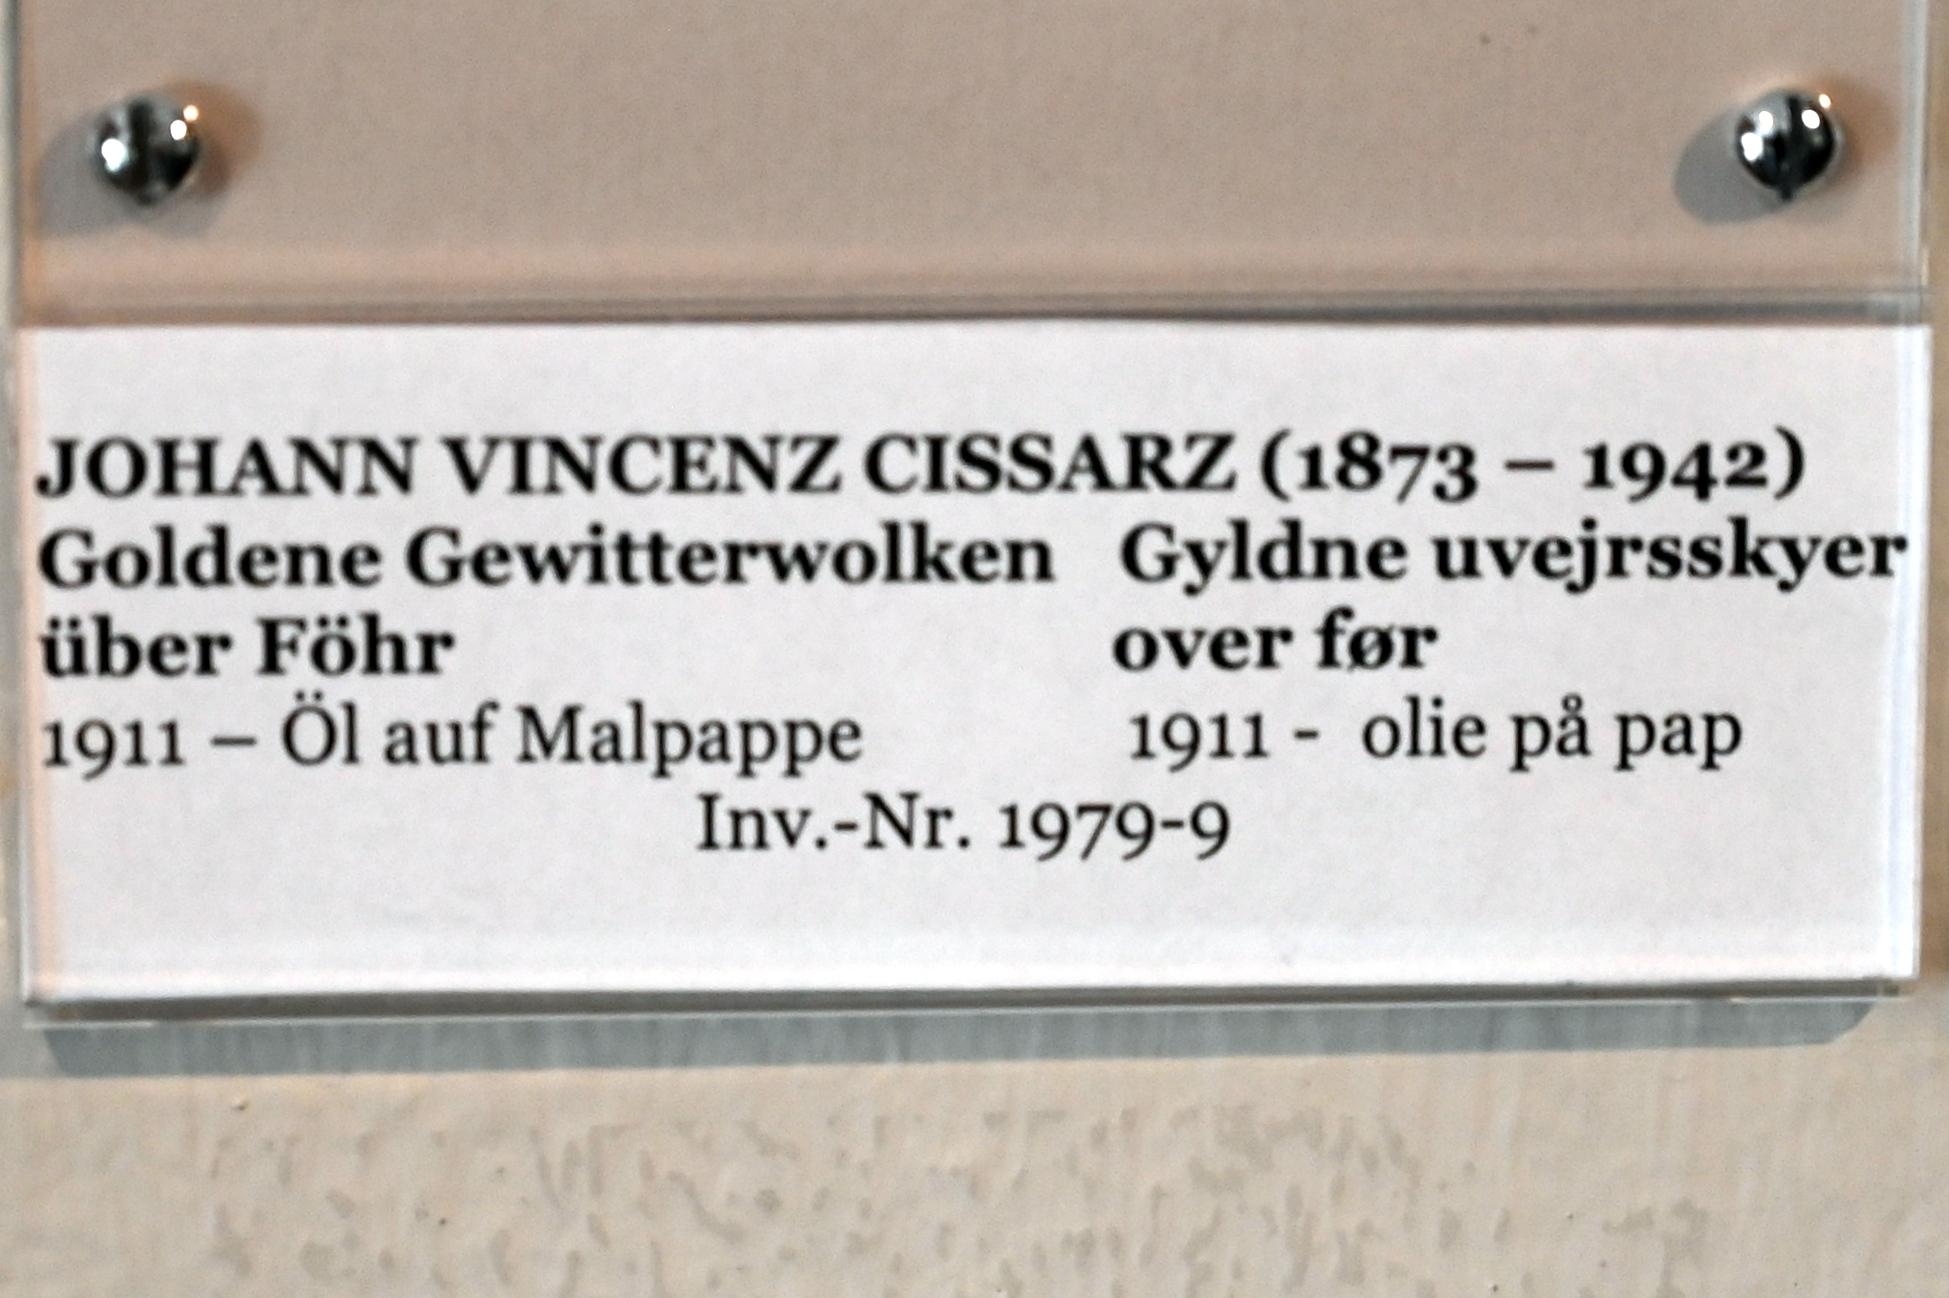 JOHANN VINCENZ CISSARZ (1873 – 1942)
Goldene Gewitterwolken Gyldne uvejrsskyer
über Föhr over før
1911 – Öl auf Malpappe 1911 - olie på pap
Inv.-Nr. 1979-9